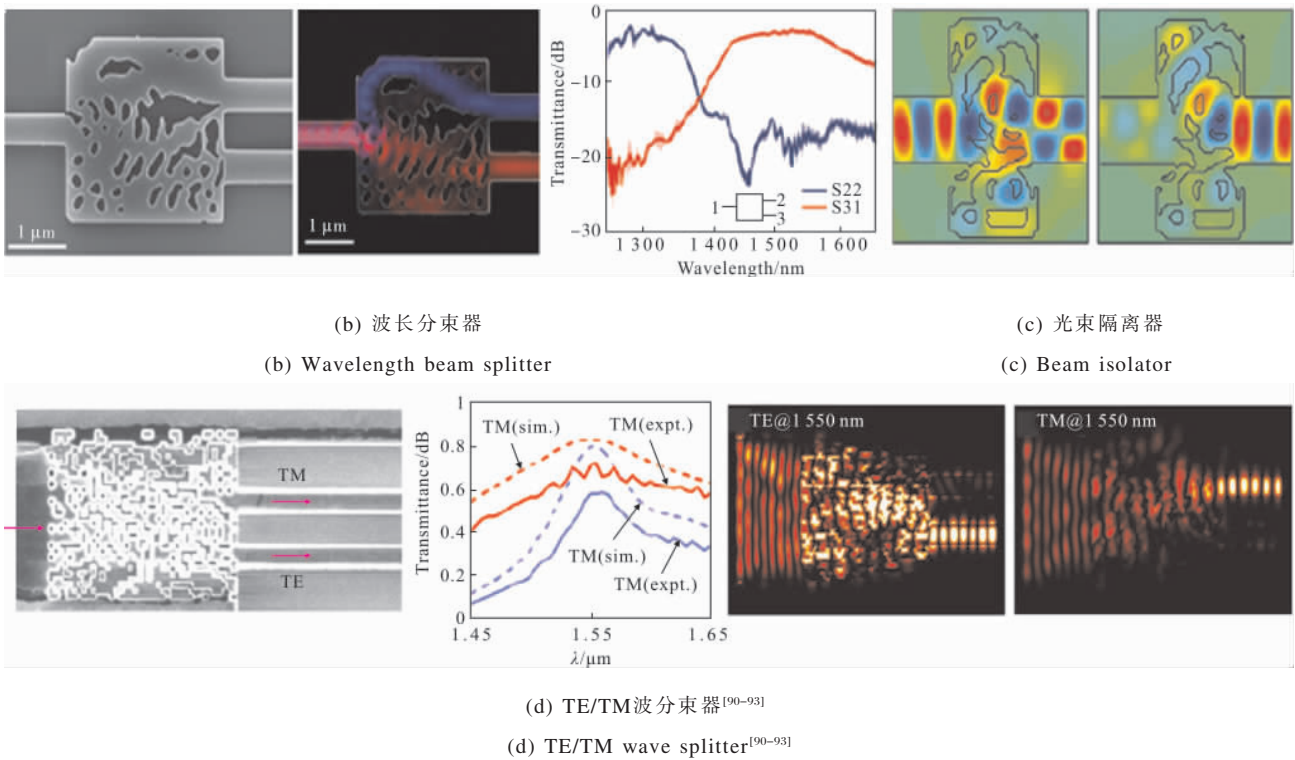 1 μm
1 μm
Transmittance/dB
0
−10
−20
−30
1 300
1 400
1 500
1 600
Wavelength/nm
S22
S31
1
2
3
(b) 波长分束器
(b) Wavelength beam splitter
(c) 光束隔离器
(c) Beam isolator
TM
TE
Transmittance/dB
1
0.8
0.6
0.4
0.2
0
TM(sim.)
TM(expt.)
TM(sim.)
TM(expt.)
1.45
1.55
1.65
λ/μm
TE@1 550 nm
TM@1 550 nm
(d) TE/TM波分束器[90–93]
(d) TE/TM wave splitter[90–93]